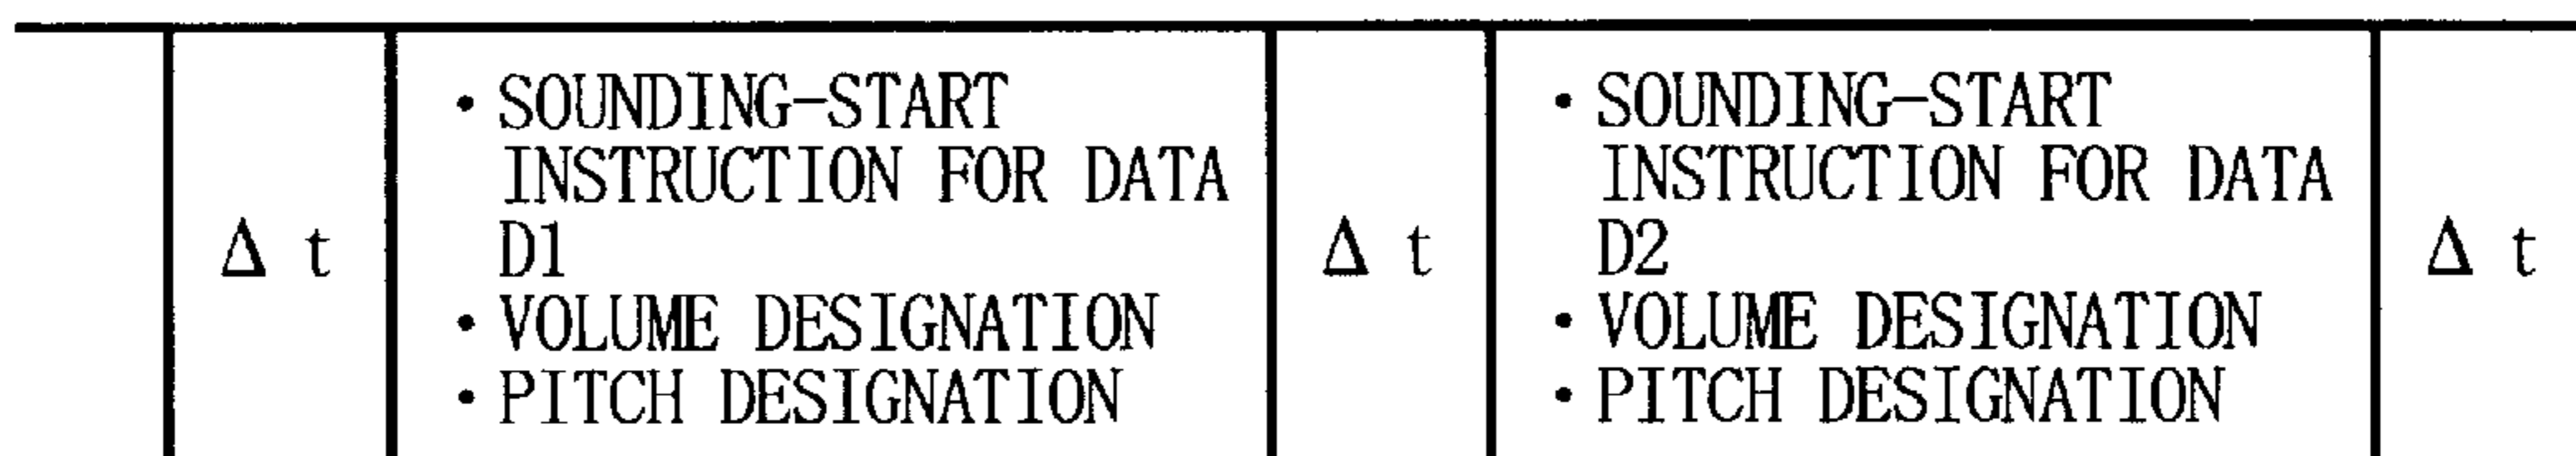 Δ t
・SOUNDING-START
INSTRUCTION FOR DATA
D1
・VOLUME DESIGNATION
・PITCH DESIGNATION
Δ t
・SOUNDING-START
INSTRUCTION FOR DATA
D2
・VOLUME DESIGNATION
・PITCH DESIGNATION
Δ t